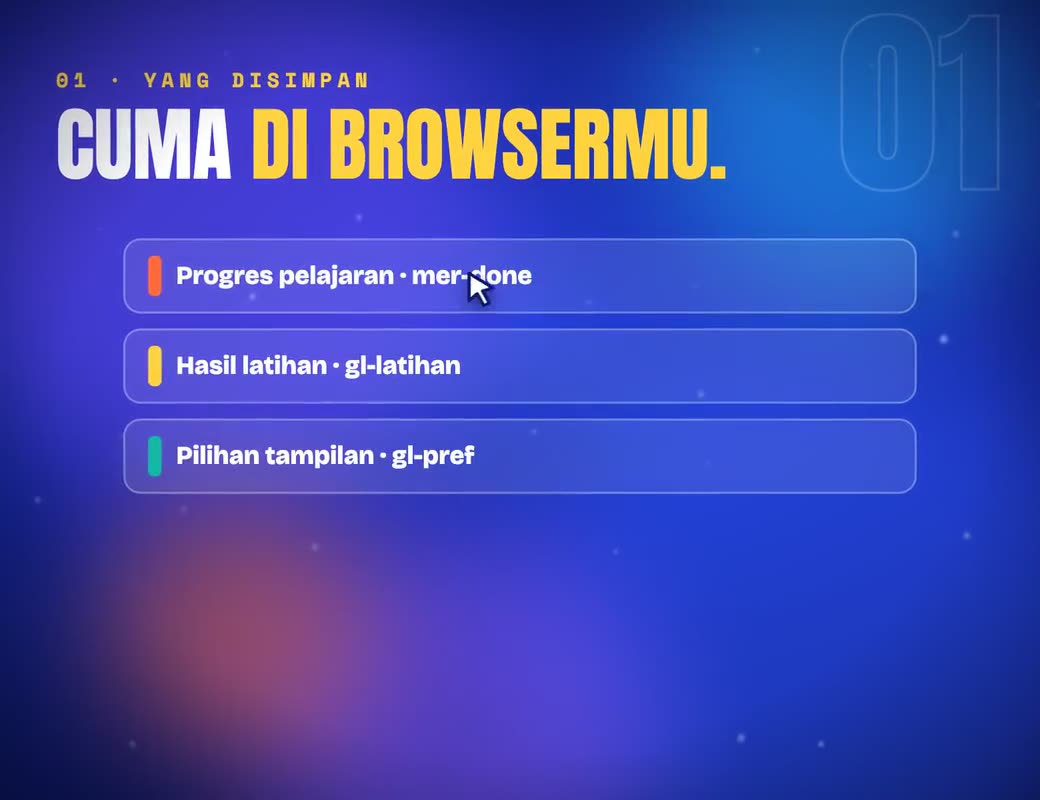 01 · YANG DISIMPAN
CUMA DI BROWSERMU.
01
Progres pelajaran · mer-done
Hasil latihan · gl-latihan
Pilihan tampilan · gl-pref